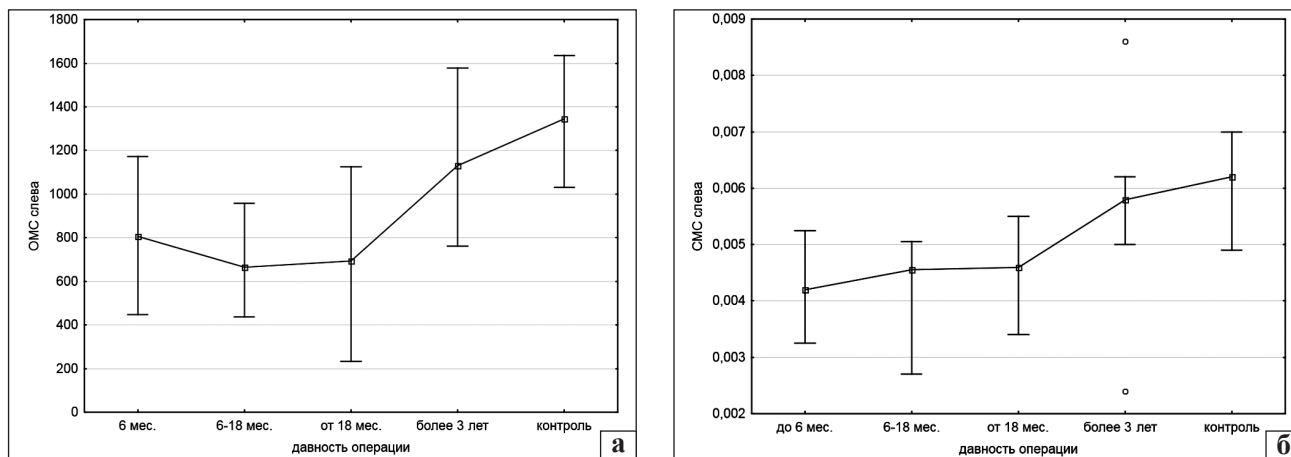 1800
1600
1400
1200
1000
800
600
400
200
0
ОМС слева
6 мес.
6-18 мес.
от 18 мес.
более 3 лет
контроль
давность операции
а
0,009
0,008
0,007
0,006
0,005
0,004
0,003
0,002
СМС слева
до 6 мес.
6-18 мес.
от 18 мес.
более 3 лет
контроль
давность операции
б